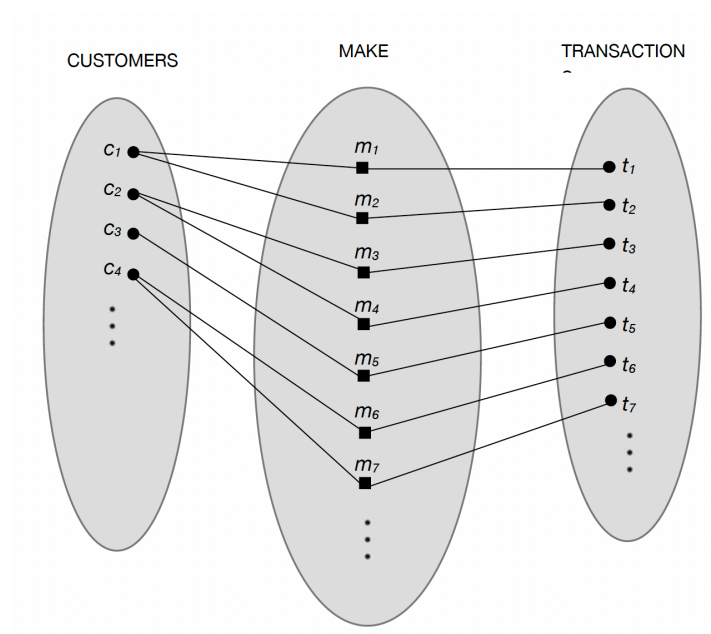 CUSTOMERS
MAKE
TRANSACTION
c1
c2
c3
c4
m1
m2
m3
m4
m5
m6
m7
t1
t2
t3
t4
t5
t6
t7